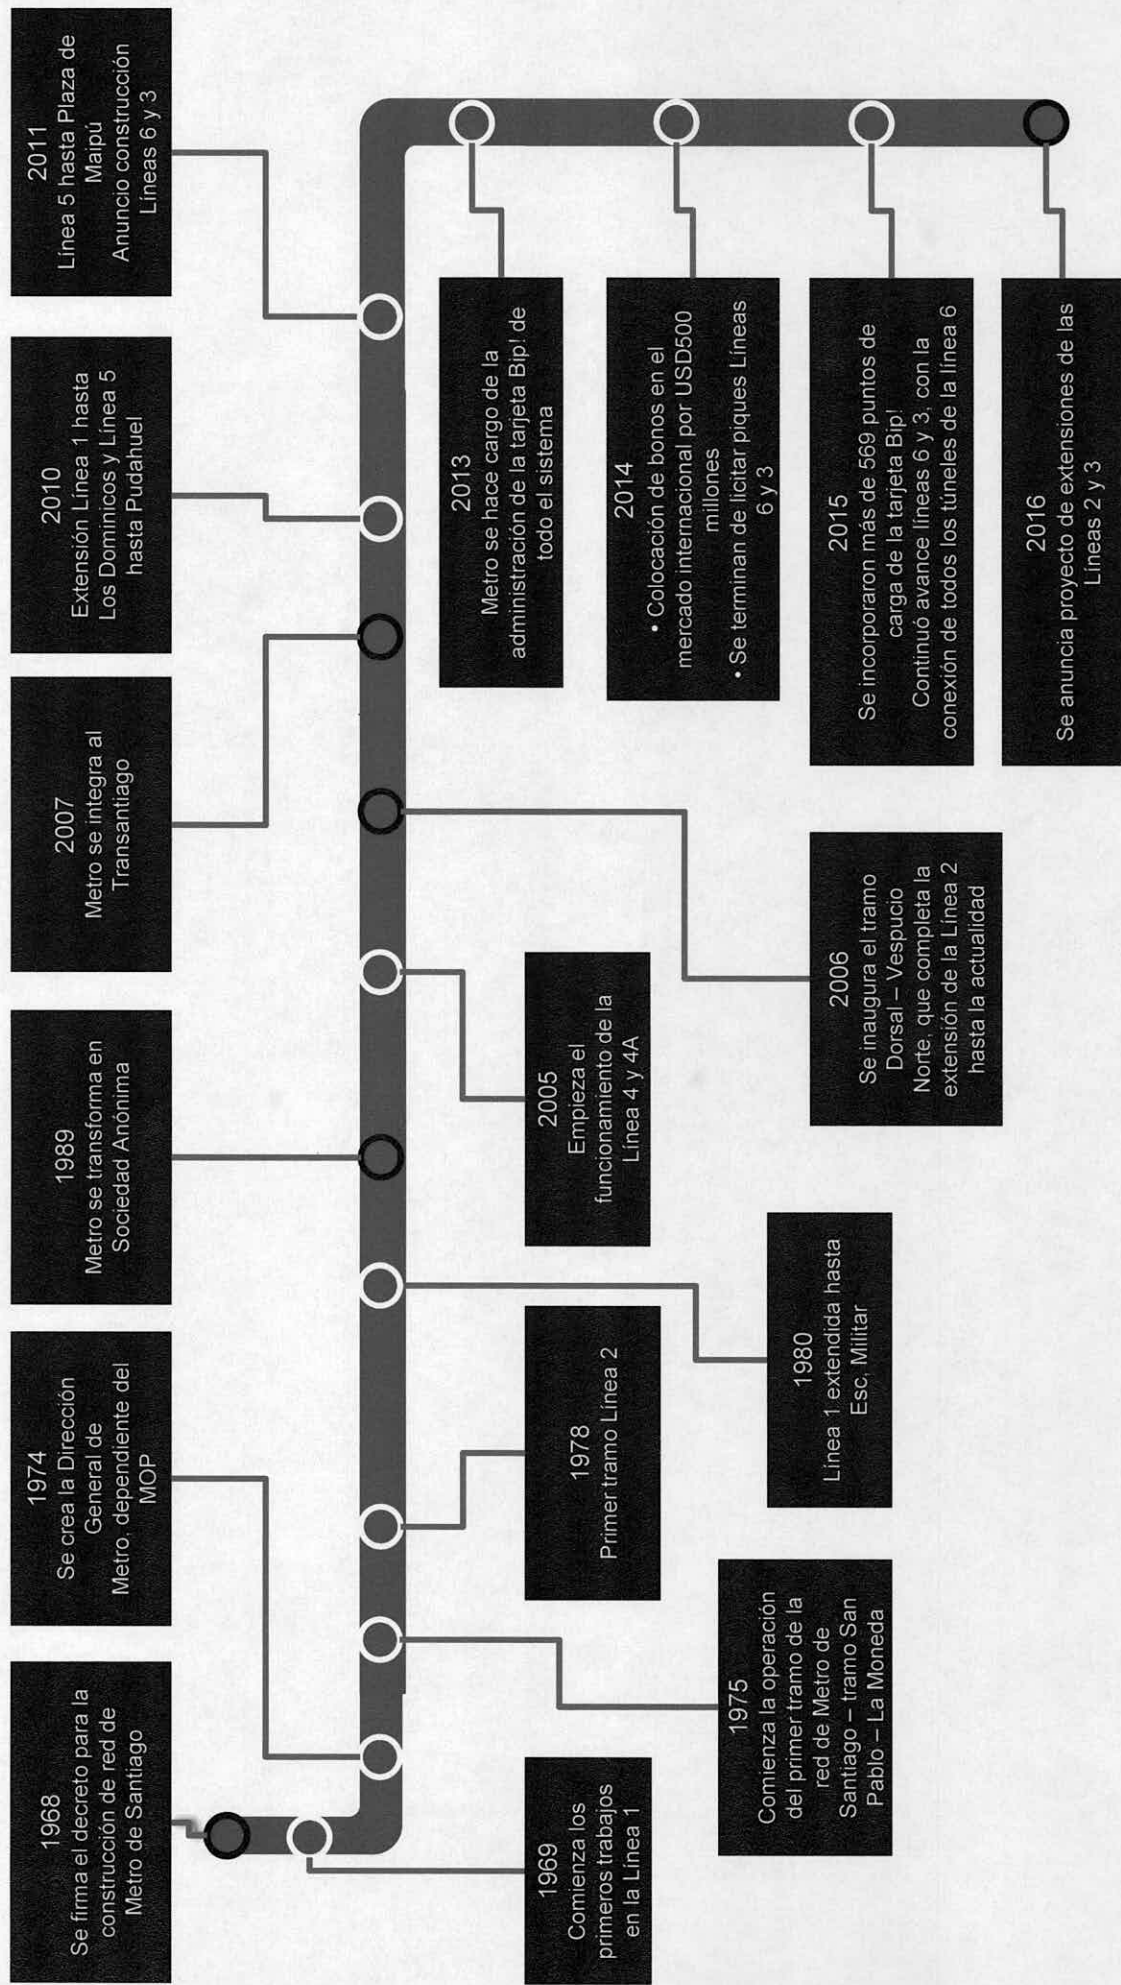 1968
Se firma el decreto para la
construcción de red de
Metro de Santiago
1969
Comienza los
primeros trabajos
en la Línea 1
1974
Se crea la Dirección
General de
Metro, dependiente del
MOP
1975
Comienza la operación
del primer tramo de la
red de Metro de
Santiago – tramo San
Pablo – La Moneda
1978
Primer tramo Línea 2
1980
Línea 1 extendida hasta
Esc, Militar
1989
Metro se transforma en
Sociedad Anónima
2005
Empieza el
funcionamiento de la
Línea 4 y 4A
2006
Se inaugura el tramo
Dorsal – Vespucio
Norte, que completa la
extensión de la Línea 2
hasta la actualidad
2007
Metro se integra al
Transantiago
2010
Extensión Línea 1 hasta
Los Dominicos y Línea 5
hasta Pudahuel
2011
Línea 5 hasta Plaza de
Maipú
Anuncio construcción
Líneas 6 y 3
2013
Metro se hace cargo de la
administración de la tarjeta Bip! de
todo el sistema
2014
• Colocación de bonos en el
mercado internacional por USD500
millones
• Se terminan de licitar piques Líneas
6 y 3
2015
Se incorporaron más de 569 puntos de
carga de la tarjeta Bip!
Continuó avance líneas 6 y 3, con la
conexión de todos los túneles de la línea 6
2016
Se anuncia proyecto de extensiones de las
Líneas 2 y 3